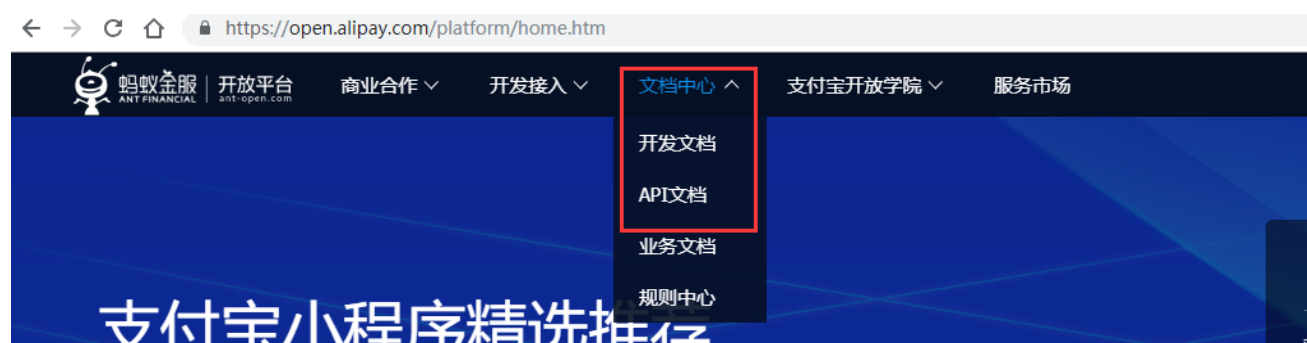 https://open.alipay.com/platform/home.htm
蚂蚁金服 开放平台 商业合作 开发接入 文档中心 支付宝开放学院 服务市场
ANT FINANCIAL ant-open.com
开发文档
API文档
业务文档
规则中心
支付宝小程序精选推荐